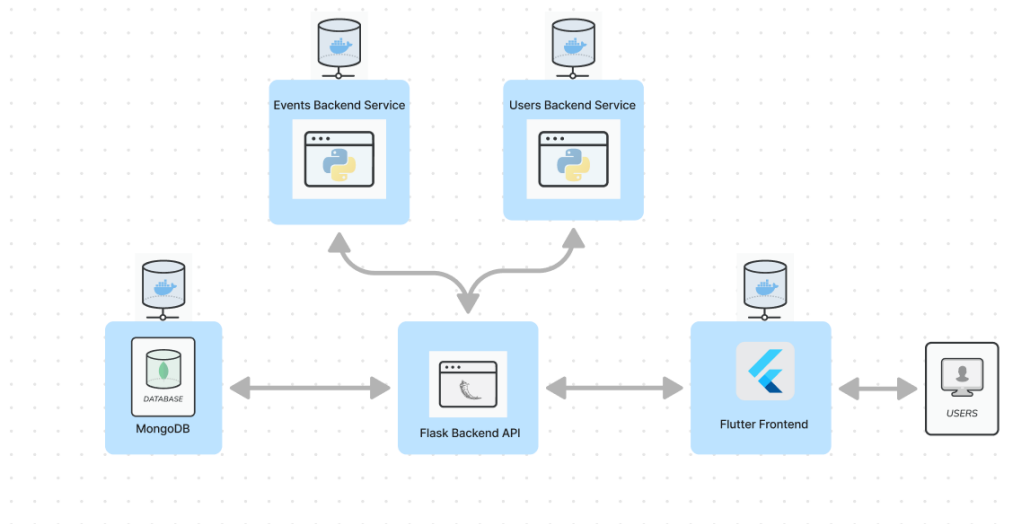 Events Backend Service
Users Backend Service
DATABASE
MongoDB
Flask Backend API
Flutter Frontend
USERS